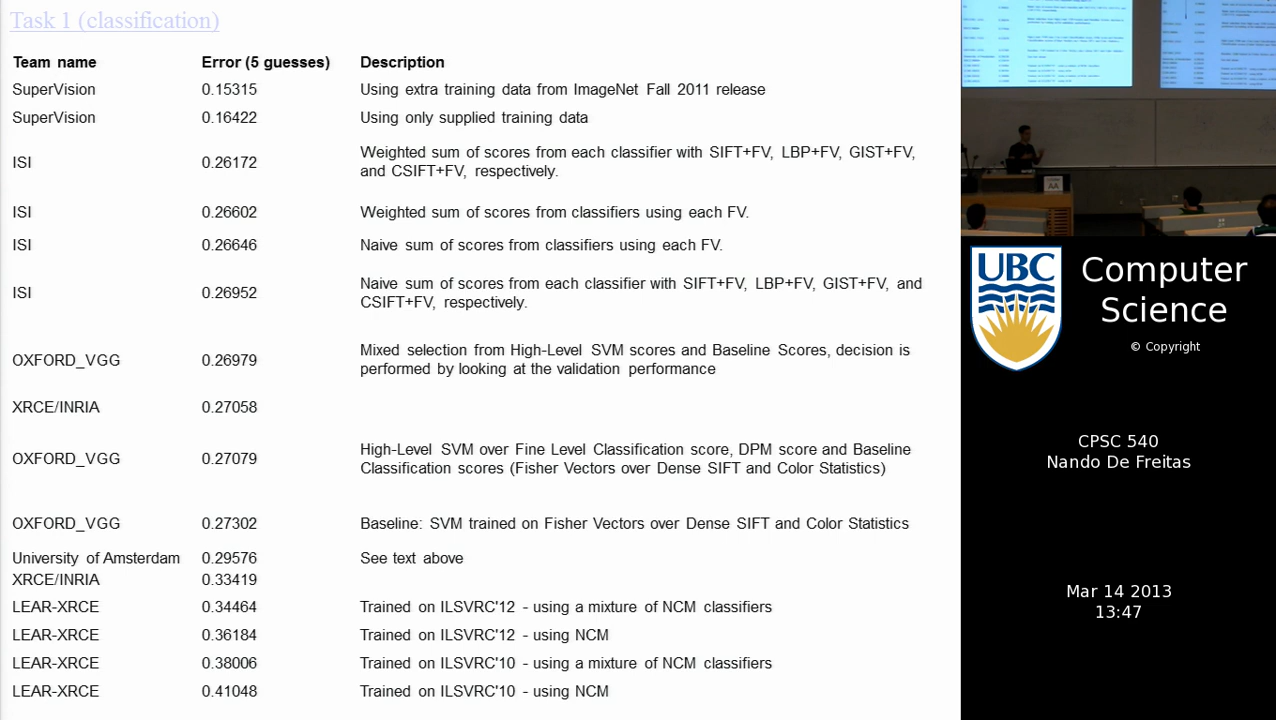 Task 1 (classification)
Team name Error (5 guesses) Description
SuperVision 0.15315 Using extra training data from ImageNet Fall 2011 release
SuperVision 0.16422 Using only supplied training data
ISI 0.26172 Weighted sum of scores from each classifier with SIFT+FV, LBP+FV, GIST+FV,
and CSIFT+FV, respectively.
ISI 0.26602 Weighted sum of scores from classifiers using each FV.
ISI 0.26646 Naive sum of scores from classifiers using each FV.
ISI 0.26952 Naive sum of scores from each classifier with SIFT+FV, LBP+FV, GIST+FV, and
CSIFT+FV, respectively.
OXFORD_VGG 0.26979 Mixed selection from High-Level SVM scores and Baseline Scores, decision is
performed by looking at the validation performance
XRCE/INRIA 0.27058
OXFORD_VGG 0.27079 High-Level SVM over Fine Level Classification score, DPM score and Baseline
Classification scores (Fisher Vectors over Dense SIFT and Color Statistics)
OXFORD_VGG 0.27302 Baseline: SVM trained on Fisher Vectors over Dense SIFT and Color Statistics
University of Amsterdam 0.29576 See text above
XRCE/INRIA 0.33419
LEAR-XRCE 0.34464 Trained on ILSVRC'12 - using a mixture of NCM classifiers
LEAR-XRCE 0.36184 Trained on ILSVRC'12 - using NCM
LEAR-XRCE 0.38006 Trained on ILSVRC'10 - using a mixture of NCM classifiers
LEAR-XRCE 0.41048 Trained on ILSVRC'10 - using NCM
AA
UBC
Computer
Science
© Copyright
CPSC 540
Nando De Freitas
Mar 14 2013
13:47